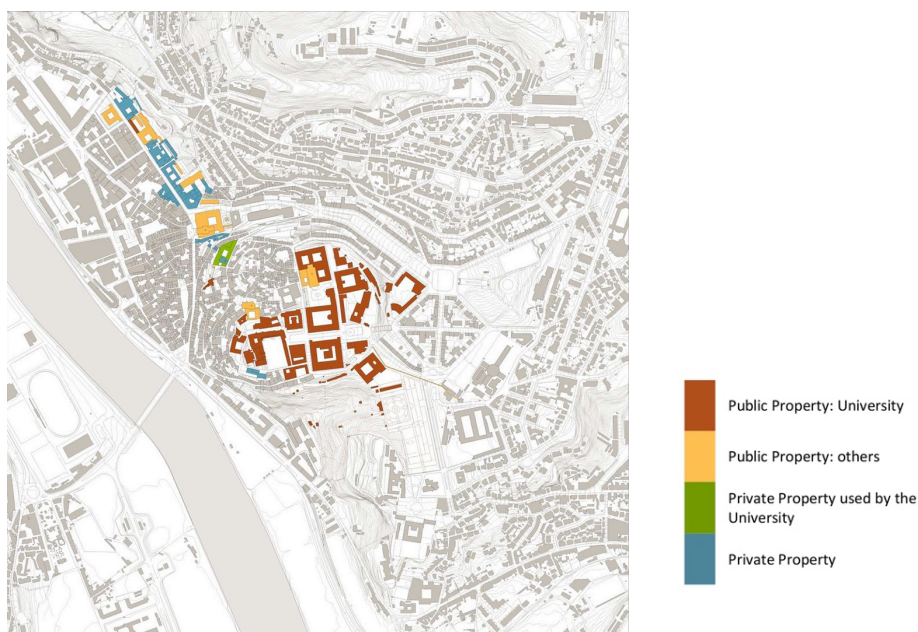 Public Property: University
Public Property: others
Private Property used by the
University
Private Property